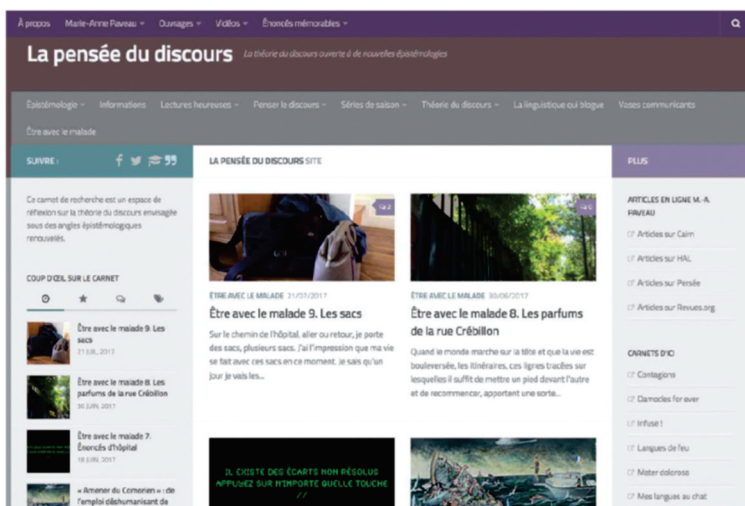 À propos Marie-Anne Paveau Ouvrages Vidéos Énoncés mémorables
La pensée du discours La théorie du discours ouverte à de nouvelles épistémologies
Épistémologie Informations Lectures heureuses Penser le discours Séries de saison Théorie du discours La linguistique qui blogue Vases communicants
Être avec le malade
SUIVRE :
Ce carnet de recherche est un espace de
réflexion sur la théorie du discours envisagée
sous des angles épistémologiques
renouvelés.
COUP D'ŒIL SUR LE CARNET
Être avec le malade 9. Les
sacs
21 JUIL, 2017
Être avec le malade 8. Les
parfums de la rue Crébillon
30 JUIN, 2017
Être avec le malade 7.
Énoncés d'hôpital
18 JUIN, 2017
« Amener du Comorien » : de
l'emploi déshumanisant de
LA PENSÉE DU DISCOURS SITE
2
ÊTRE AVEC LE MALADE 21/07/2017
Être avec le malade 9. Les sacs
Sur le chemin de l'hôpital, aller ou retour, je porte
des sacs, plusieurs sacs. J'ai l'impression que ma vie
se fait avec ces sacs en ce moment. Je sais qu'un
jour je vais les...
0
ÊTRE AVEC LE MALADE 30/06/2017
Être avec le malade 8. Les parfums
de la rue Crébillon
Quand le monde marche sur la tête et que la vie est
bouleversée, les itinéraires, ces lignes tracées sur
lesquelles il suffit de mettre un pied devant l'autre
et de recommencer, apportant une sorte...
IL EXISTE DES ÉCARTS NON RÉSOLUS
APPUYEZ SUR N'IMPORTE QUELLE TOUCHE
//
PLUS
ARTICLES EN LIGNE M.-A.
PAVEAU
Articles sur Cairn
Articles sur HAL
Articles sur Persée
Articles sur Revues.org
CARNETS D'ICI
Contagions
Damocles for ever
Infuse !
Langues de feu
Mater dolorosa
Mes langues au chat